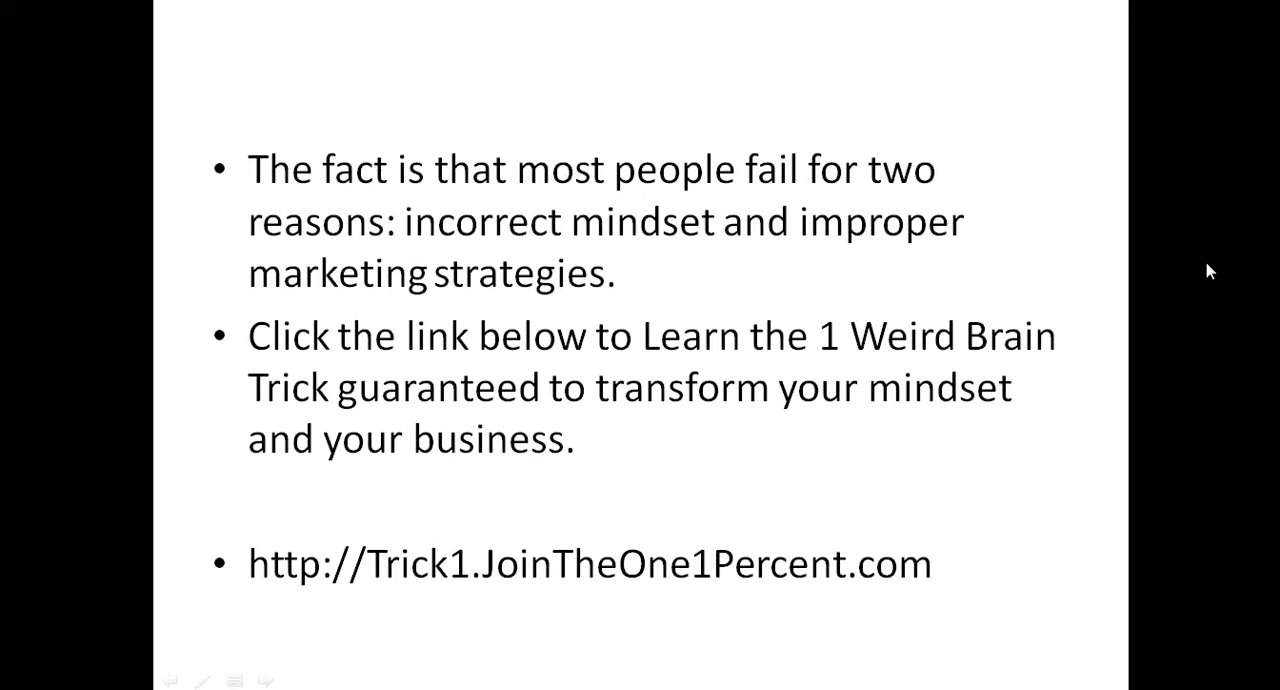 • The fact is that most people fail for two
reasons: incorrect mindset and improper
marketing strategies.
• Click the link below to Learn the 1 Weird Brain
Trick guaranteed to transform your mindset
and your business.
• http://Trick1.JoinTheOne1Percent.com